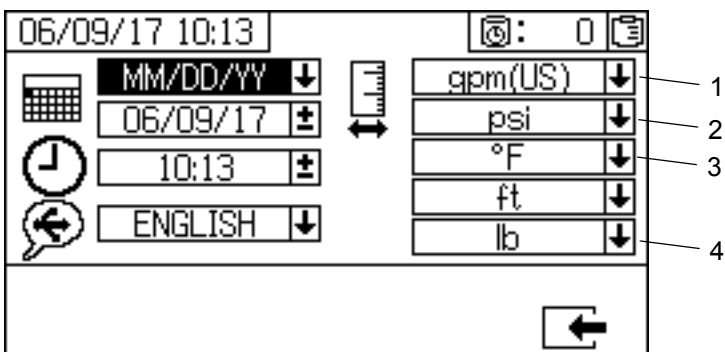 06/09/17 10:13 : 0
MM/DD/YY
06/09/17
10:13
ENGLISH
gpm(US) 1
psi 2
°F 3
ft
lb 4